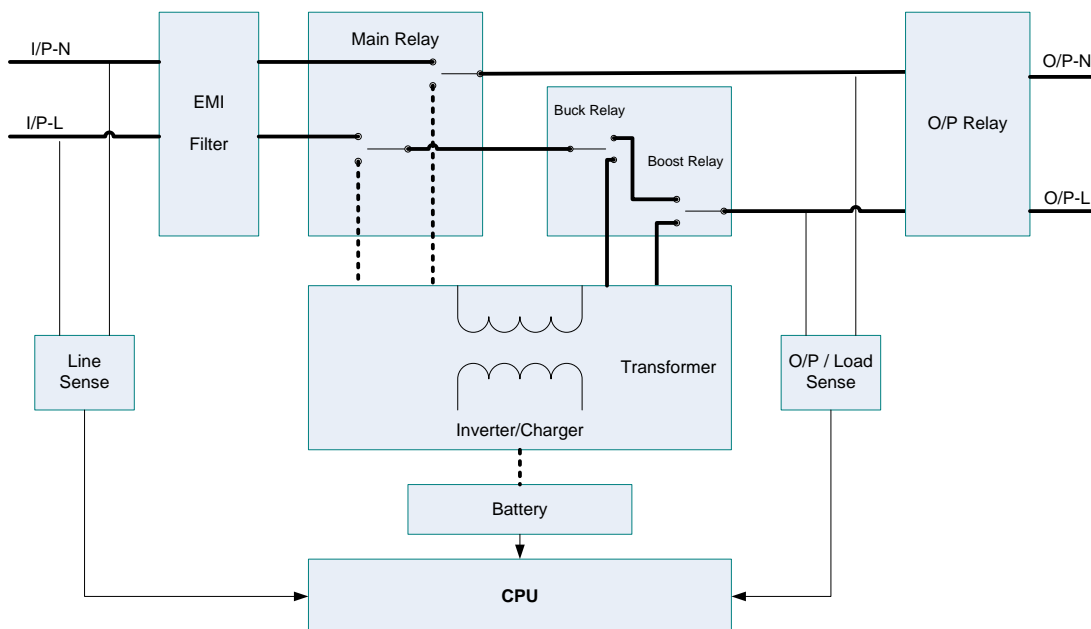 I/P-N
Main Relay
O/P-N
EMI
Filter
I/P-L
Buck Relay
O/P Relay
Boost Relay
O/P-L
Line
Sense
Transformer
O/P / Load
Sense
Inverter/Charger
Battery
CPU